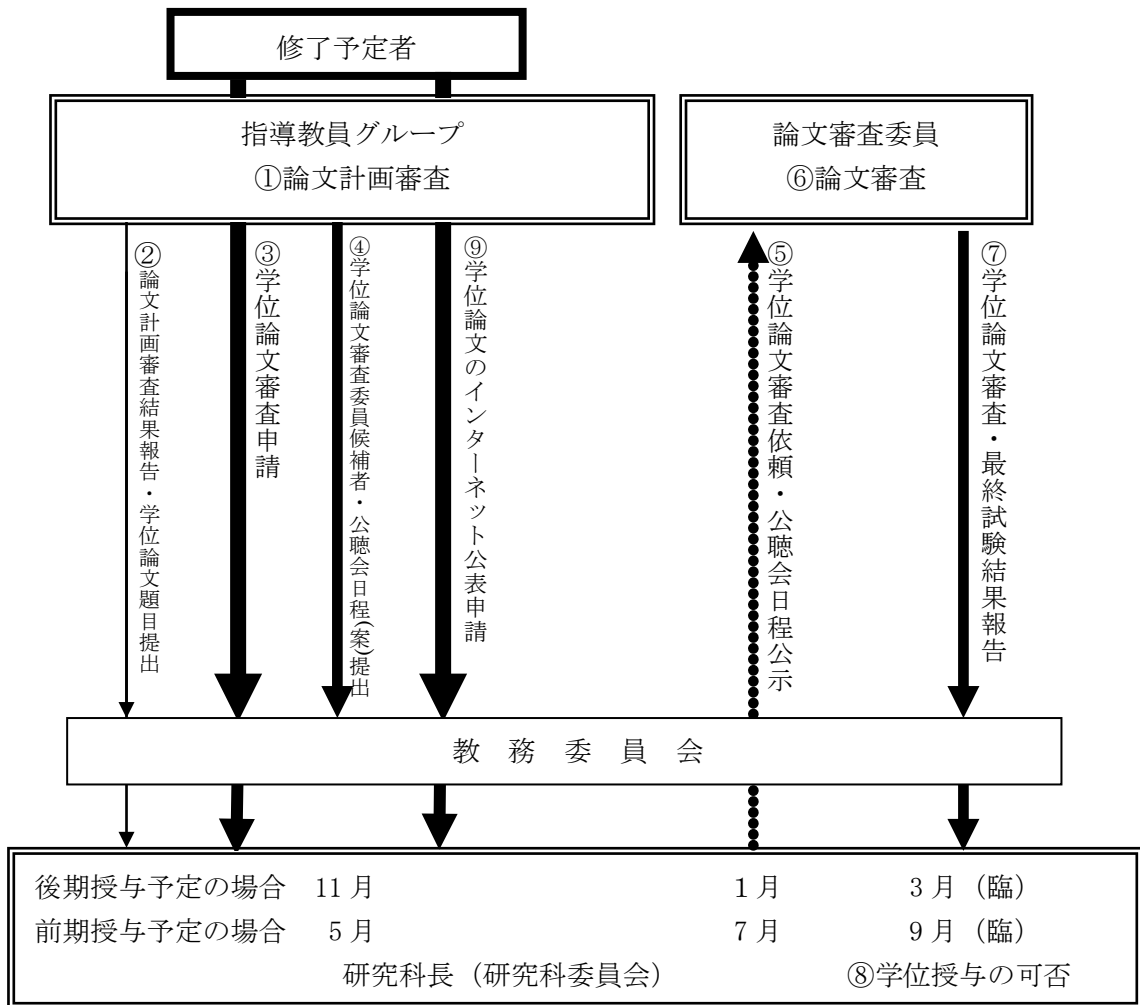 修了予定者
指導教員グループ
①論文計画審査
論文審査委員
⑥論文審査
②論文計画審査結果報告・学位論文題目提出
③学位論文審査申請
④学位論文審査委員候補者・公聴会日程(案)提出
⑨学位論文のインターネット公表申請
⑤学位論文審査依頼・公聴会日程公示
⑦学位論文審査・最終試験結果報告
教務委員会
後期授与予定の場合 11月 1月 3月（臨）
前期授与予定の場合 5月 7月 9月（臨）
研究科長（研究科委員会） ⑧学位授与の可否